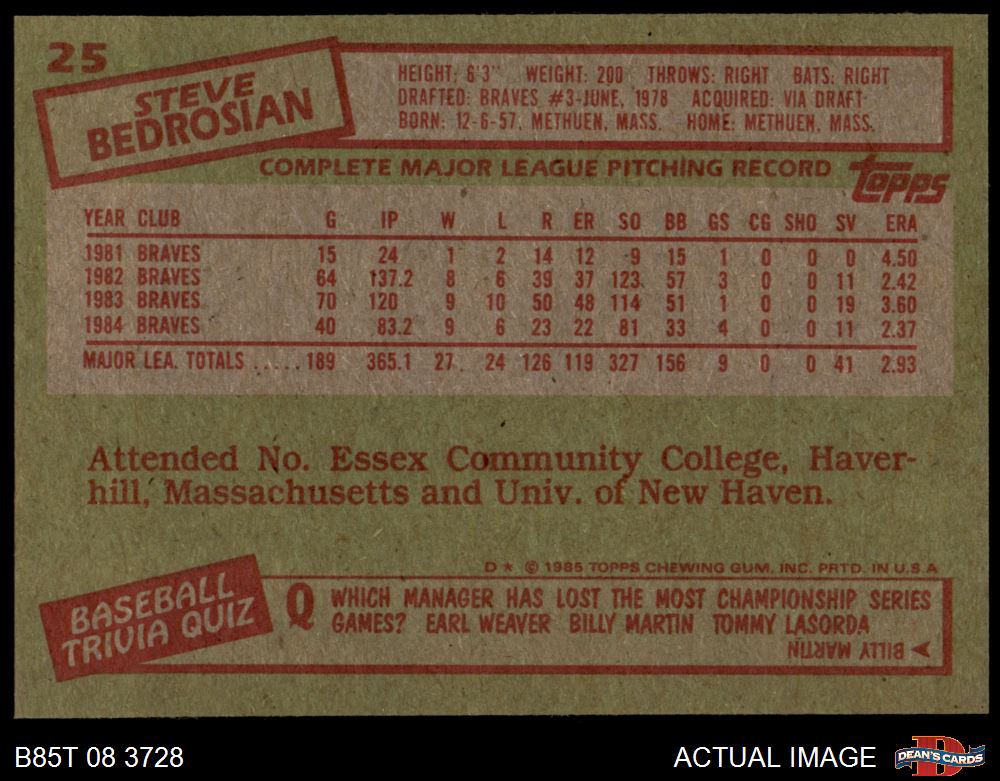 25
STEVE
BEDROSIAN
HEIGHT: 6'3" WEIGHT: 200 THROWS: RIGHT BATS: RIGHT
DRAFTED: BRAVES #3-JUNE, 1978 ACQUIRED: VIA DRAFT
BORN: 12-6-57, METHUEN, MASS. HOME: METHUEN, MASS.
COMPLETE MAJOR LEAGUE PITCHING RECORD
topps
YEAR CLUB G IP W L R ER SO BB GS CG SHO SV ERA
1981 BRAVES 15 24 1 2 14 12 9 15 1 0 0 0 4.50
1982 BRAVES 64 137.2 8 6 39 37 123 57 3 0 0 11 2.42
1983 BRAVES 70 120 9 10 50 48 114 51 1 0 0 19 3.60
1984 BRAVES 40 83.2 9 6 23 22 81 33 4 0 0 11 2.37
MAJOR LEA. TOTALS .....189 365.1 27 24 126 119 327 156 9 0 0 41 2.93
Attended No. Essex Community College, Haver-
hill, Massachusetts and Univ. of New Haven.
D* © 1985 TOPPS CHEWING GUM, INC. PRTD. IN U.S.A
BASEBALL
TRIVIA QUIZ
Q WHICH MANAGER HAS LOST THE MOST CHAMPIONSHIP SERIES
GAMES? EARL WEAVER BILLY MARTIN TOMMY LASORDA
BILLY MARTIN
B85T 08 3728
ACTUAL IMAGE
D
DEAN'S CARDS